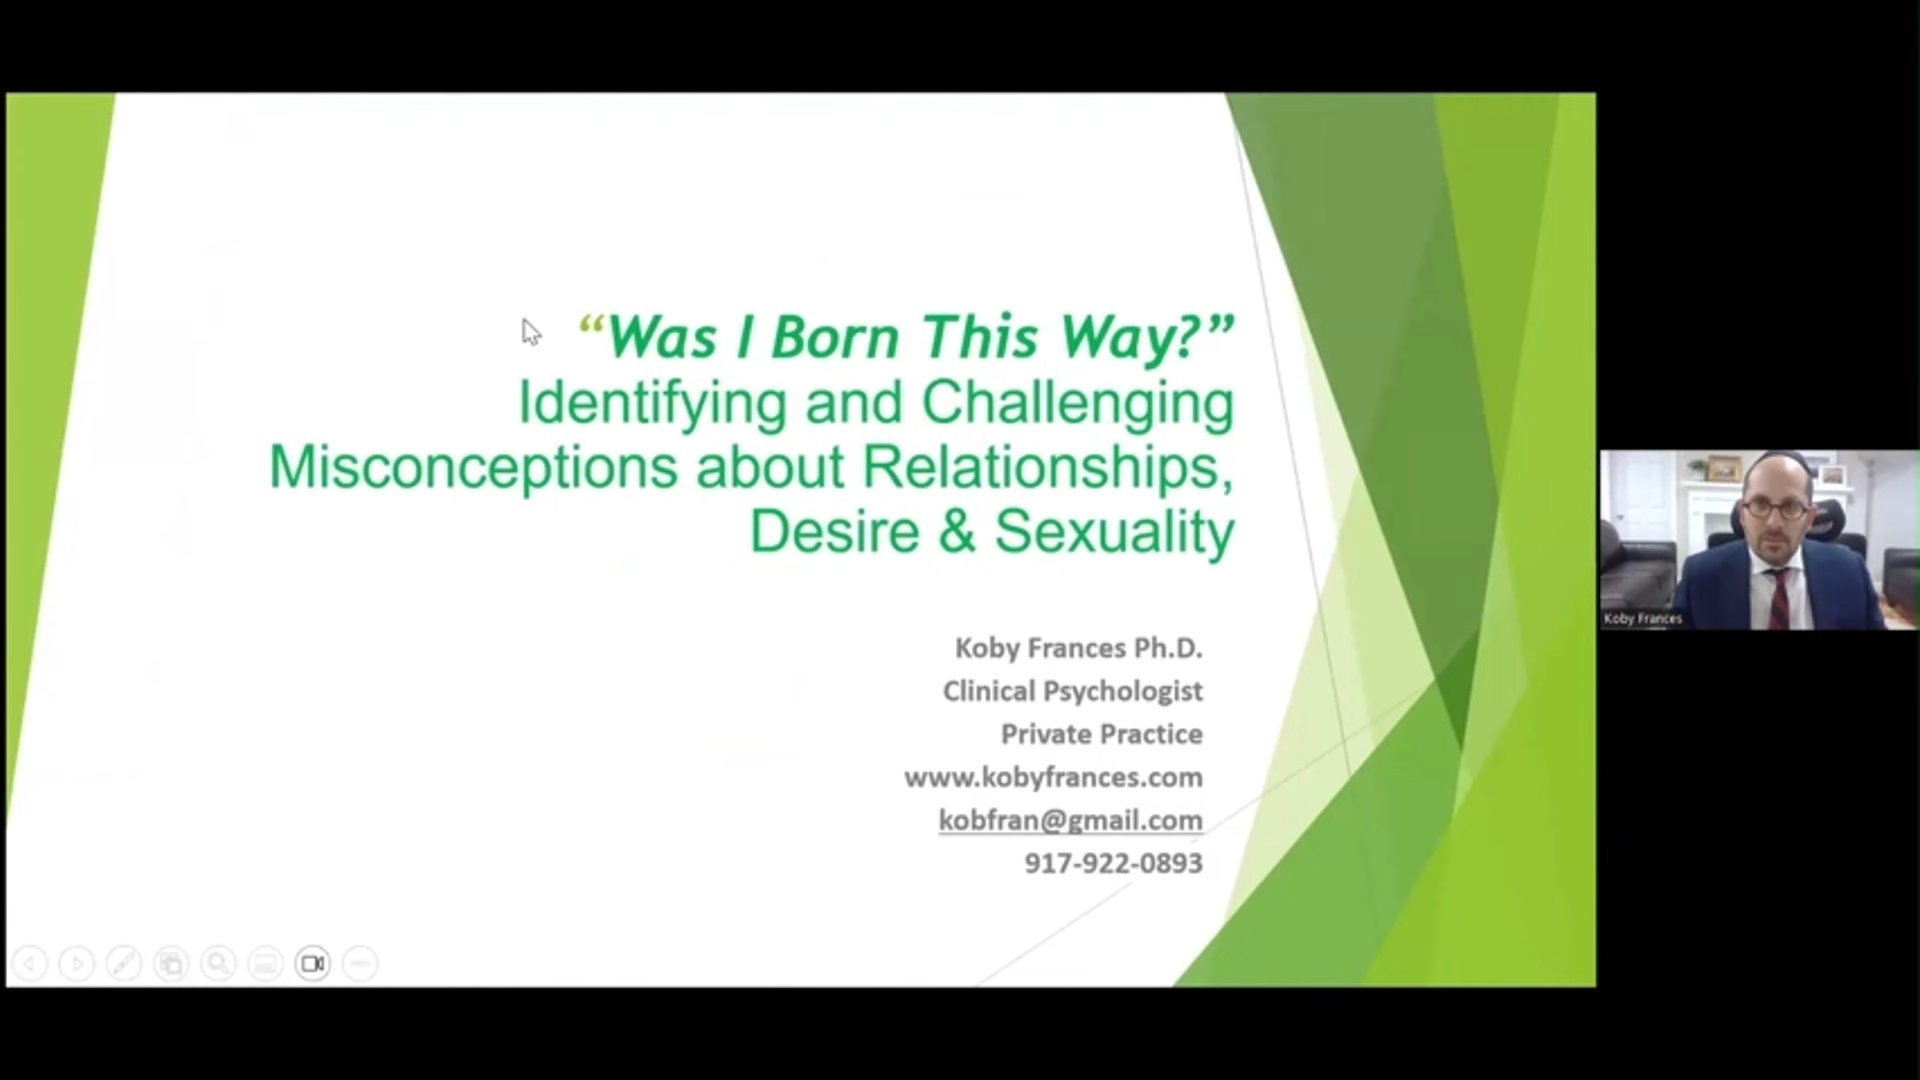 “Was I Born This Way?”
Identifying and Challenging
Misconceptions about Relationships,
Desire & Sexuality
Koby Frances Ph.D.
Clinical Psychologist
Private Practice
www.kobyfrances.com
kobfran@gmail.com
917-922-0893
Koby Frances